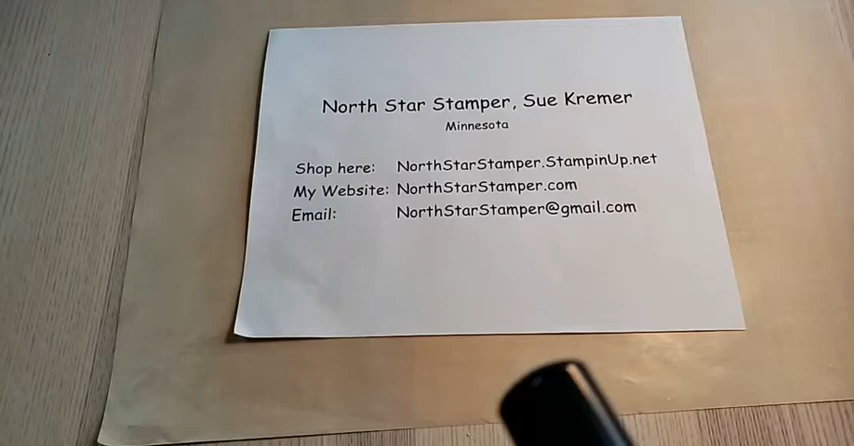 North Star Stamper, Sue Kremer
Minnesota
Shop here: NorthStarStamper.StampinUp.net
My Website: NorthStarStamper.com
Email: NorthStarStamper@gmail.com